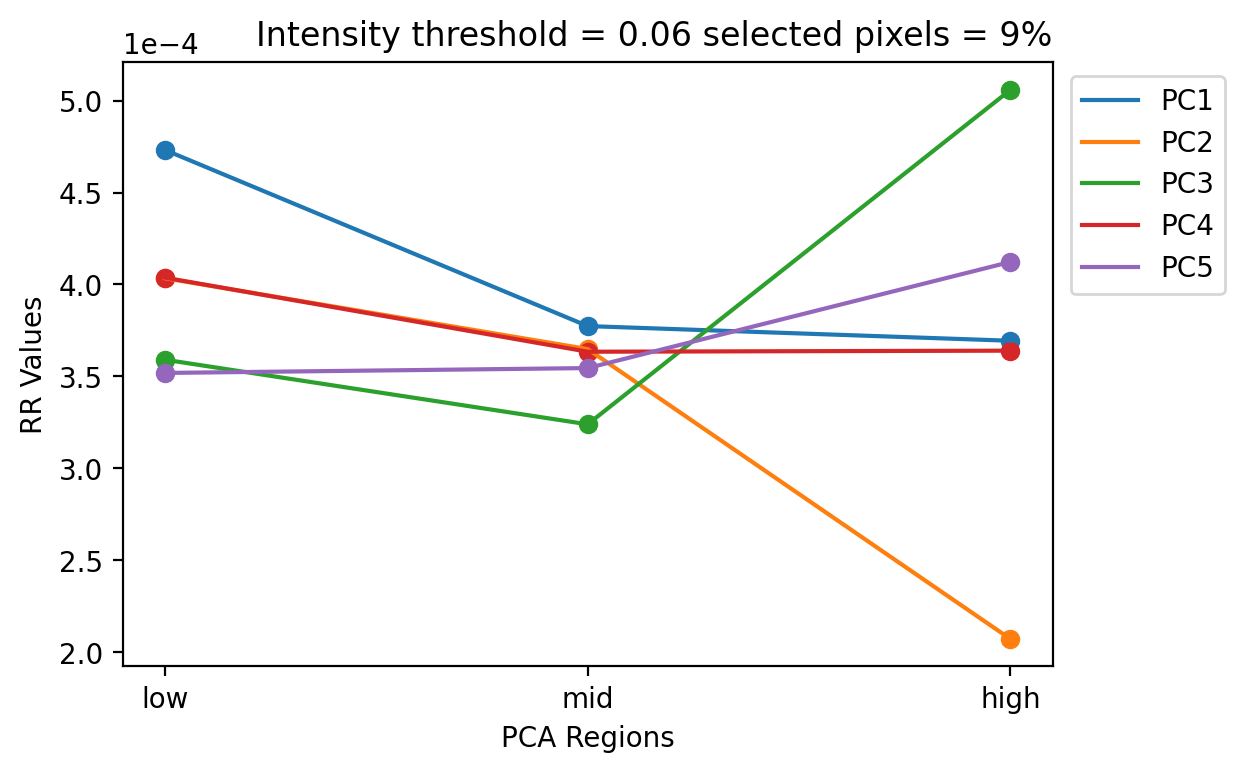 Intensity threshold = 0.06 selected pixels = 9%
1e−4
5.0
4.5
4.0
3.5
3.0
2.5
2.0
RR Values
low mid high
PCA Regions
PC1
PC2
PC3
PC4
PC5